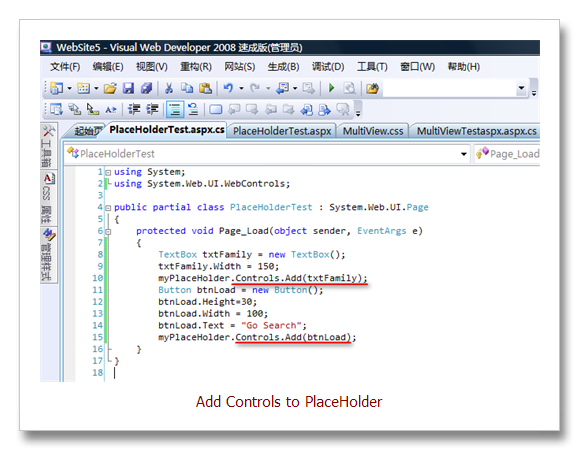 WebSite5 - Visual Web Developer 2008 速成版(管理员)
文件(F) 编辑(E) 视图(V) 重构(R) 网站(S) 生成(B) 调试(D) 工具(T) 窗口(W) 帮助(H)
起始页 PlaceHolderTest.aspx.cs PlaceHolderTest.aspx MultiView.css MultiViewTestaspx.aspx.cs
工具箱
CSS 属性
管理样式
PlaceHolderTest Page_Load
1 using System;
2 using System.Web.UI.WebControls;
3
4 public partial class PlaceHolderTest : System.Web.UI.Page
5 {
6 protected void Page_Load(object sender, EventArgs e)
7 {
8 TextBox txtFamily = new TextBox();
9 txtFamily.Width = 150;
10 myPlaceHolder.Controls.Add(txtFamily);
11 Button btnLoad = new Button();
12 btnLoad.Height=30;
13 btnLoad.Width = 100;
14 btnLoad.Text = "Go Search";
15 myPlaceHolder.Controls.Add(btnLoad);
16 }
17 }
18
Add Controls to PlaceHolder